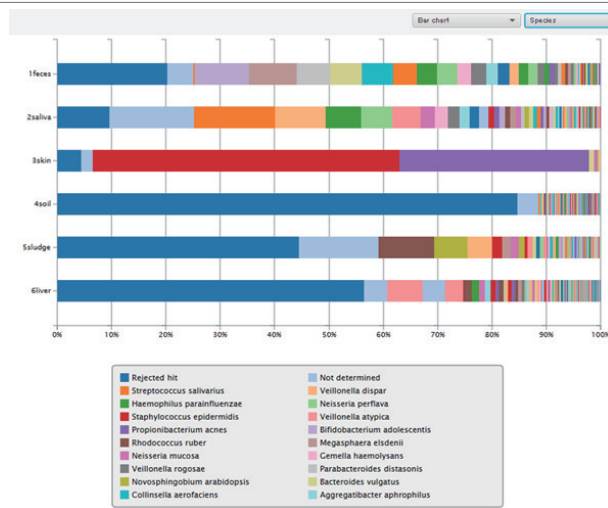 Bar chart Species
1feces
2saliva
3skin
4soil
5sludge
6liver
0% 10% 20% 30% 40% 50% 60% 70% 80% 90% 100%
Rejected hit Not determined
Streptococcus salivarius Veillonella dispar
Haemophilus parainfluenzae Neisseria perflava
Staphylococcus epidermidis Veillonella atypica
Propionibacterium acnes Bifidobacterium adolescentis
Rhodococcus ruber Megasphaera elsdenii
Neisseria mucosa Gemella haemolysans
Veillonella rogosae Parabacteroides distasonis
Novosphingobium arabidopsis Bacteroides vulgatus
Collinsella aerofaciens Aggregatibacter aphrophilus